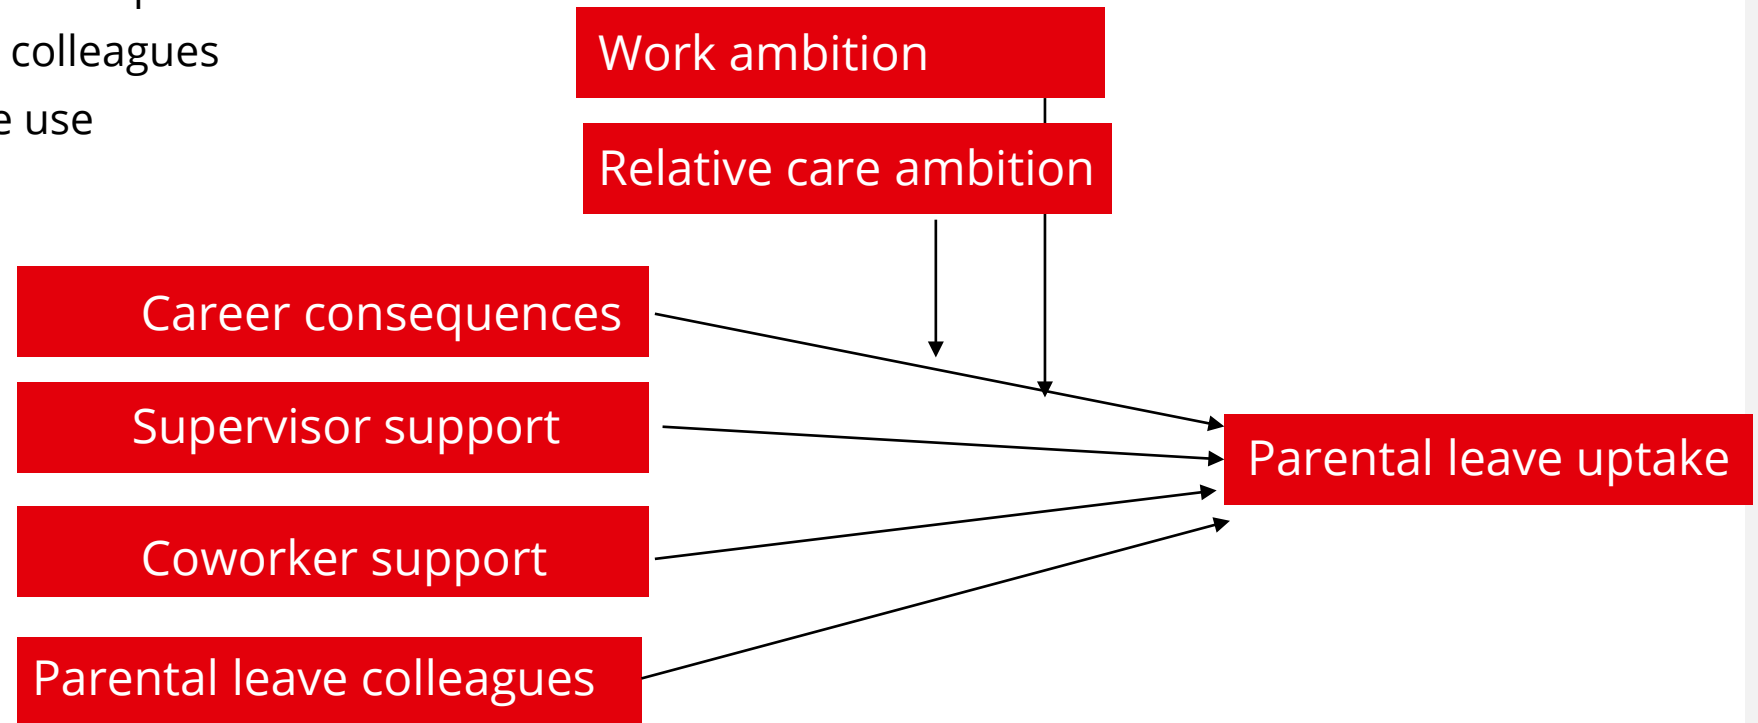 colleagues
e use
Work ambition
Relative care ambition
Career consequences
Supervisor support
Coworker support
Parental leave colleagues
Parental leave uptake